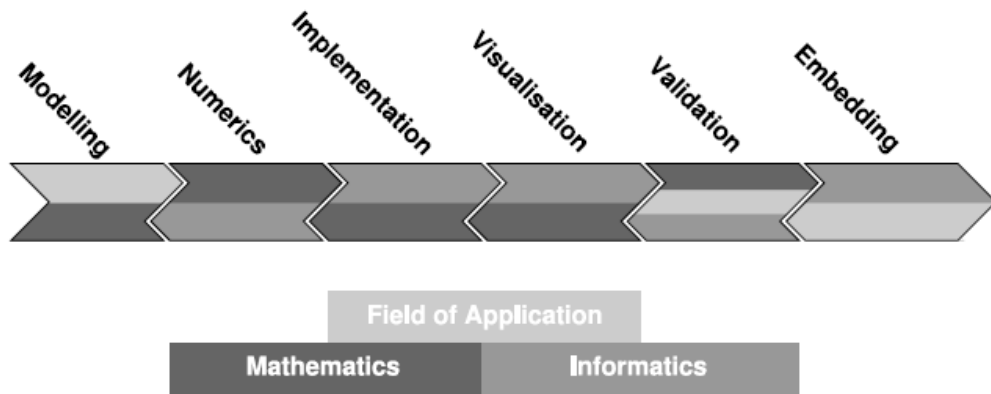 Modelling
Numerics
Implementation
Visualisation
Validation
Embedding
Field of Application
Mathematics
Informatics